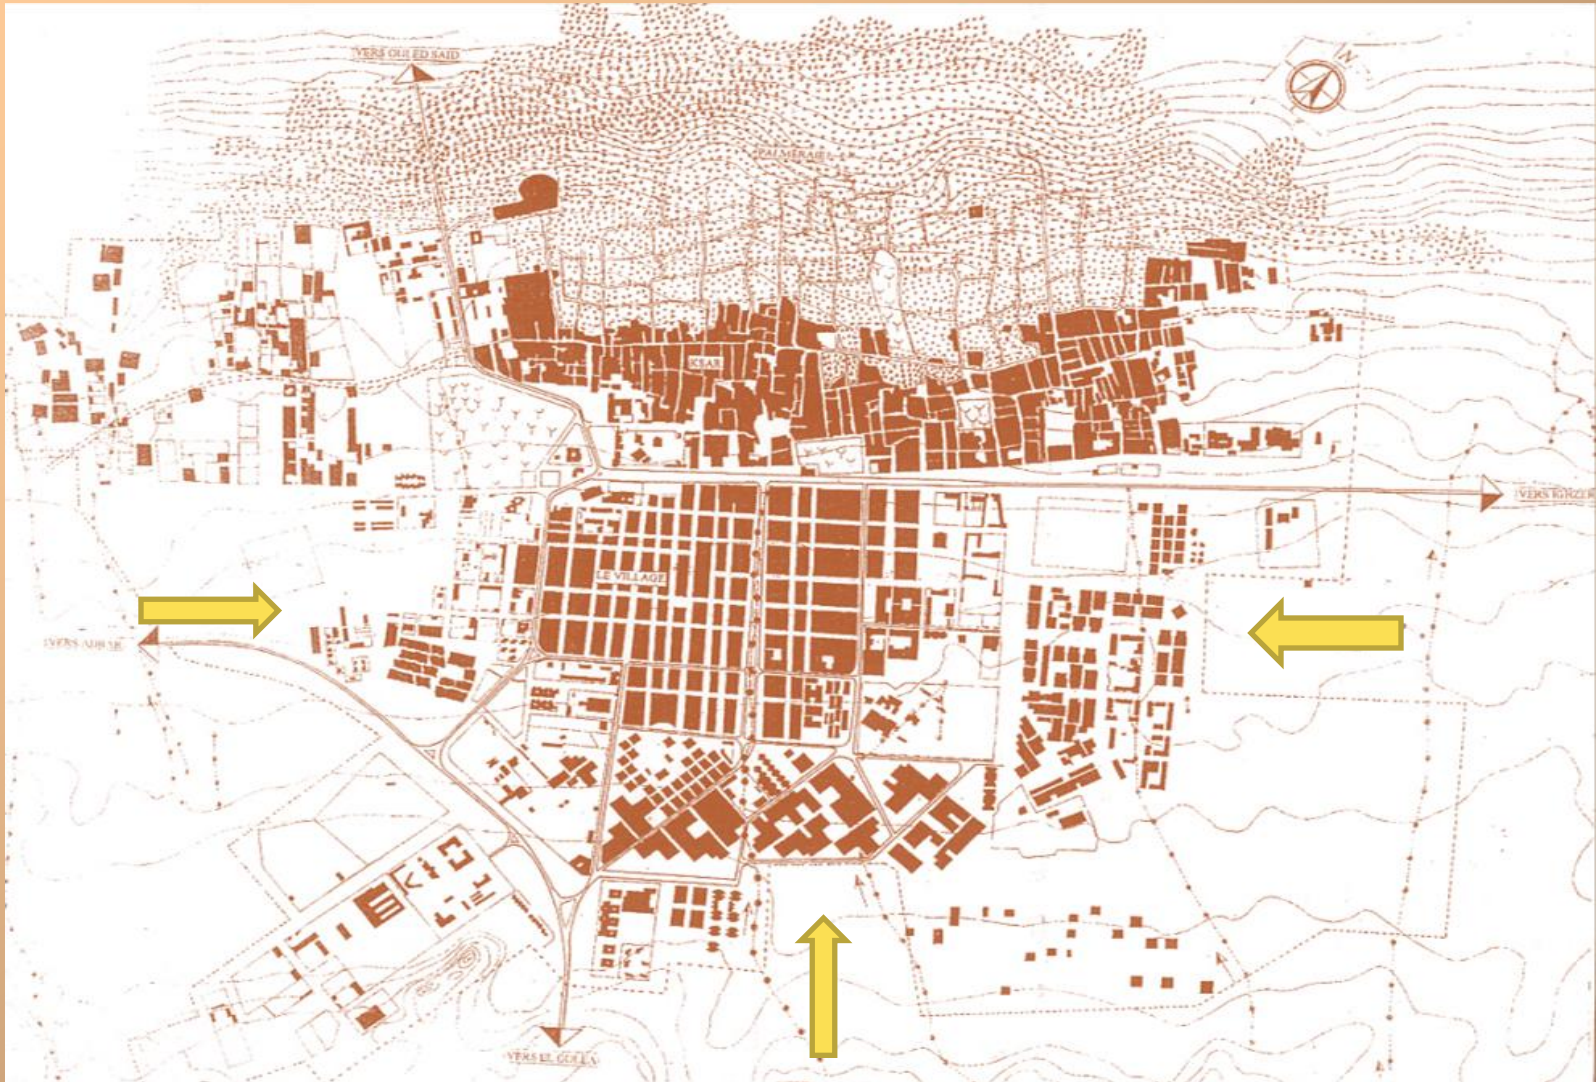 VERS OULED SAID
N
PALMERAIE
KSAR
VERS IGHZER
LE VILLAGE
VERS ADRAR
VERS EL GOLEA